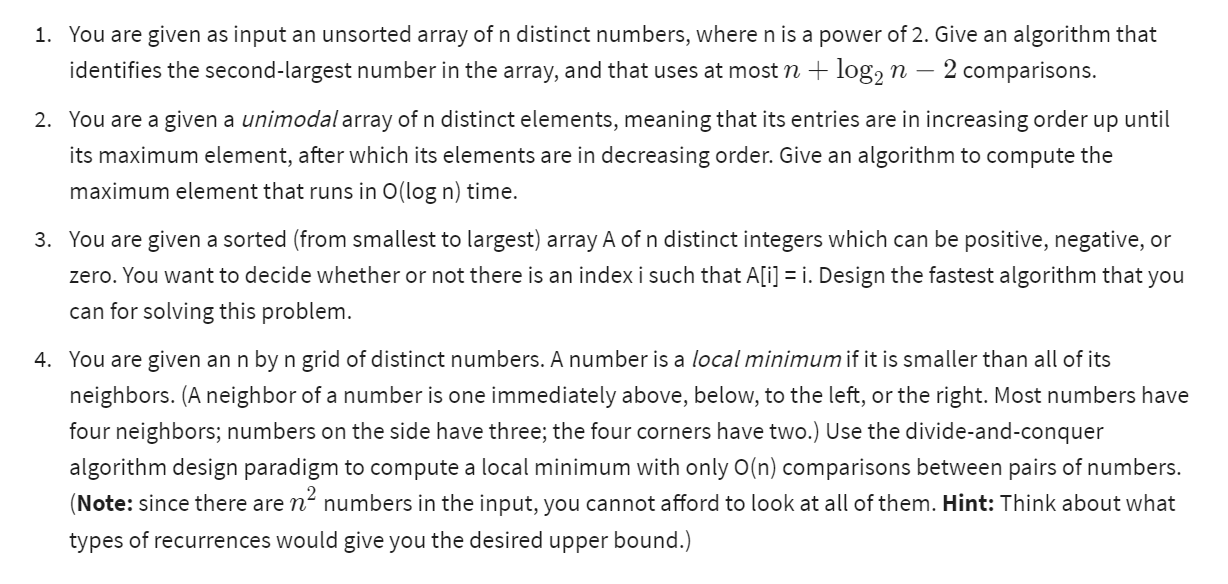 1. You are given as input an unsorted array of n distinct numbers, where n is a power of 2. Give an algorithm that
identifies the second-largest number in the array, and that uses at most n + log₂ n − 2 comparisons.
2. You are a given a unimodal array of n distinct elements, meaning that its entries are in increasing order up until
its maximum element, after which its elements are in decreasing order. Give an algorithm to compute the
maximum element that runs in O(log n) time.
3. You are given a sorted (from smallest to largest) array A of n distinct integers which can be positive, negative, or
zero. You want to decide whether or not there is an index i such that A[i] = i. Design the fastest algorithm that you
can for solving this problem.
4. You are given an n by n grid of distinct numbers. A number is a local minimum if it is smaller than all of its
neighbors. (A neighbor of a number is one immediately above, below, to the left, or the right. Most numbers have
four neighbors; numbers on the side have three; the four corners have two.) Use the divide-and-conquer
algorithm design paradigm to compute a local minimum with only O(n) comparisons between pairs of numbers.
(Note: since there are n² numbers in the input, you cannot afford to look at all of them. Hint: Think about what
types of recurrences would give you the desired upper bound.)